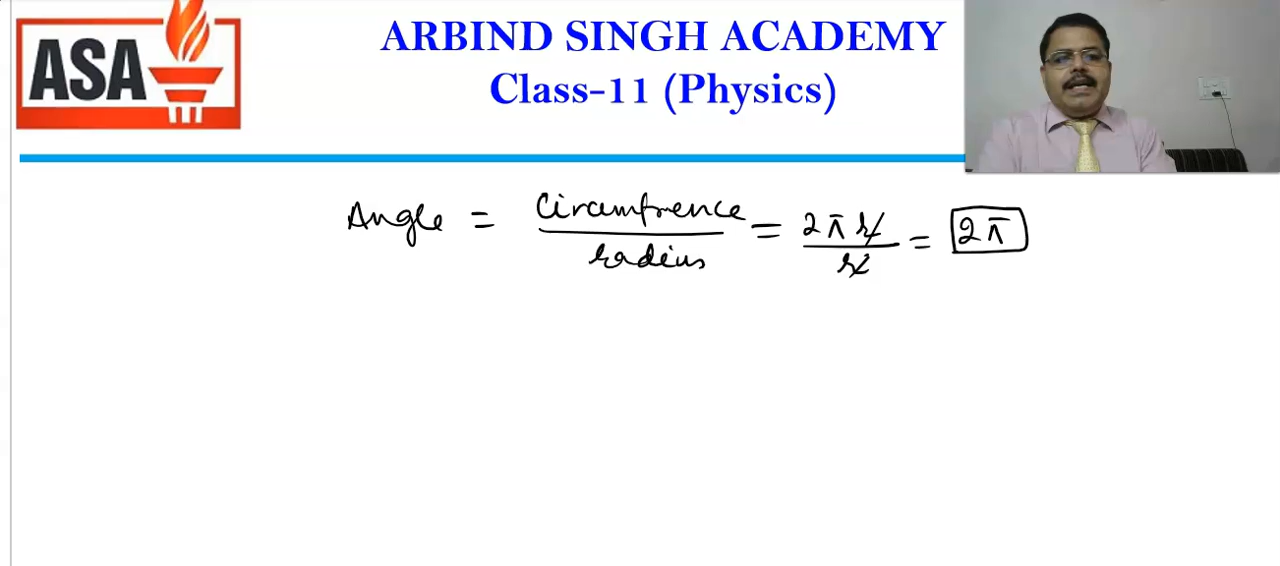 ASA
ARBIND SINGH ACADEMY
Class-11 (Physics)
Angle = Circumfrence / radius = 2πr / r = 2π